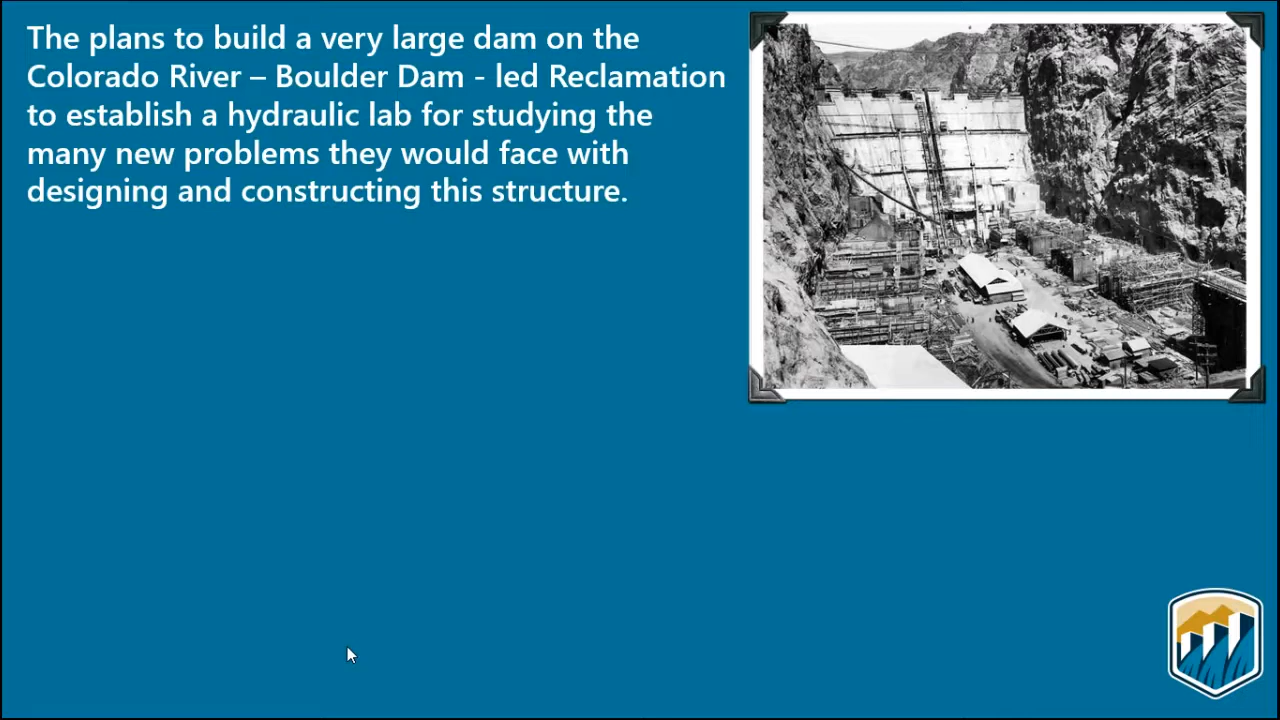 The plans to build a very large dam on the
Colorado River – Boulder Dam - led Reclamation
to establish a hydraulic lab for studying the
many new problems they would face with
designing and constructing this structure.